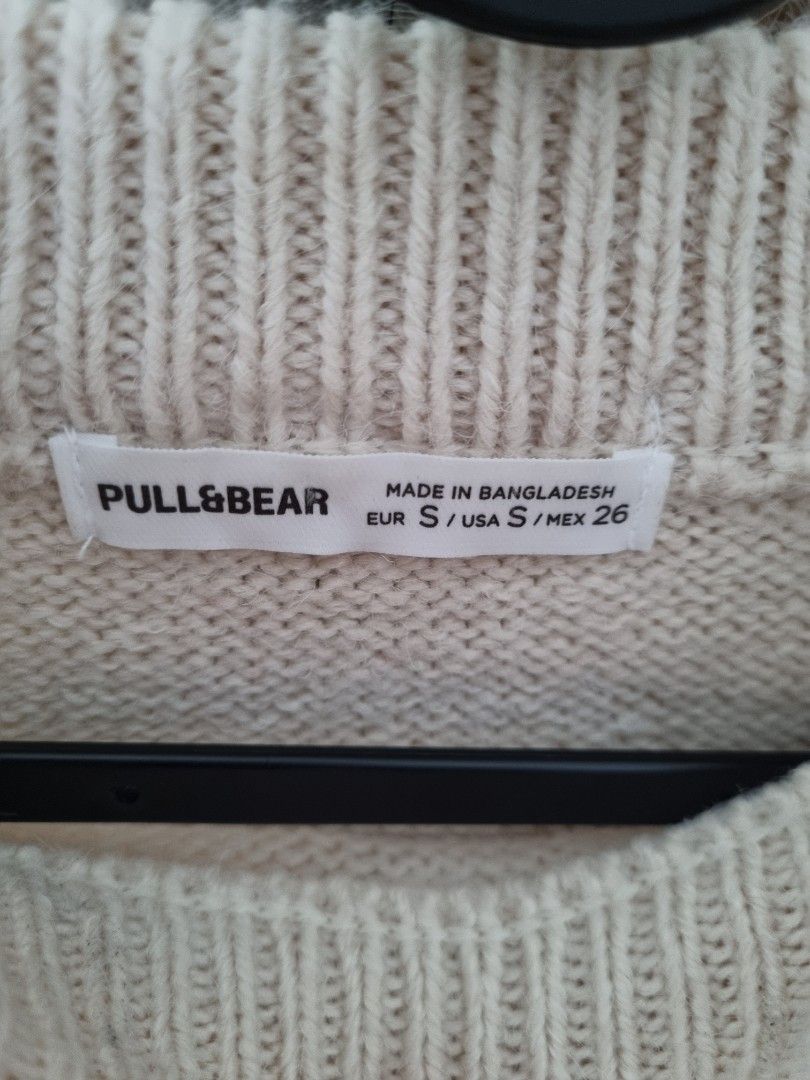 PULL&BEAR
MADE IN BANGLADESH
EUR S / USA S / MEX 26